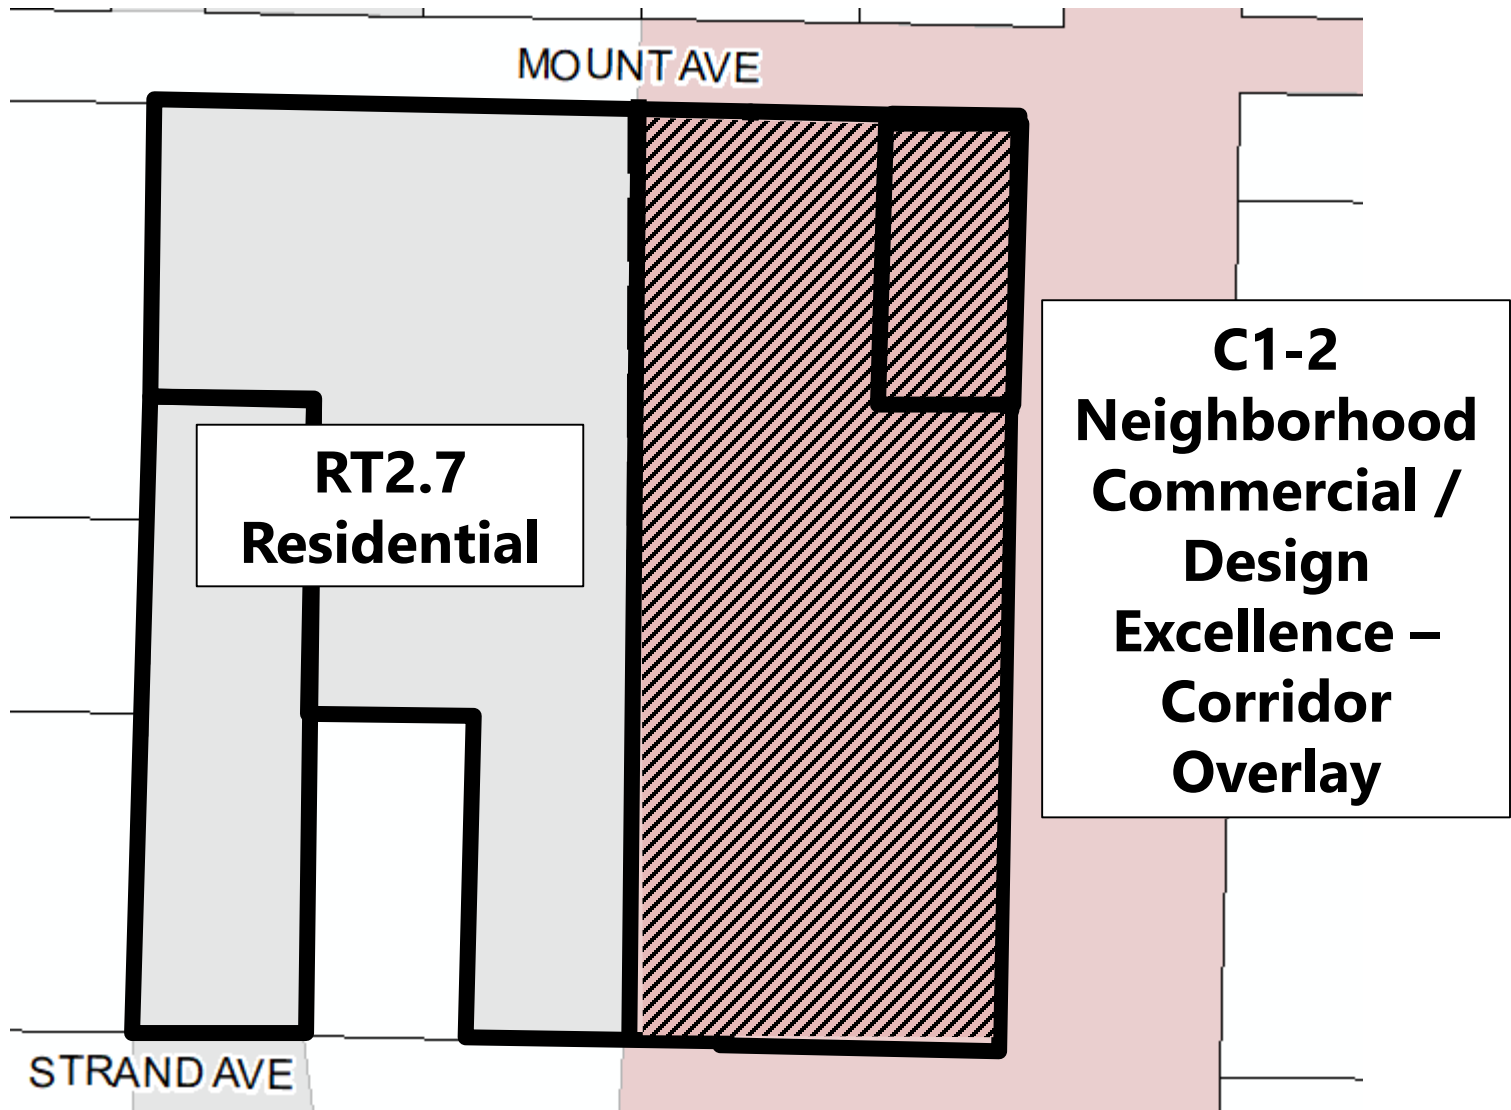 MOUNT AVE
RT2.7
Residential
C1-2
Neighborhood
Commercial /
Design
Excellence –
Corridor
Overlay
STRAND AVE